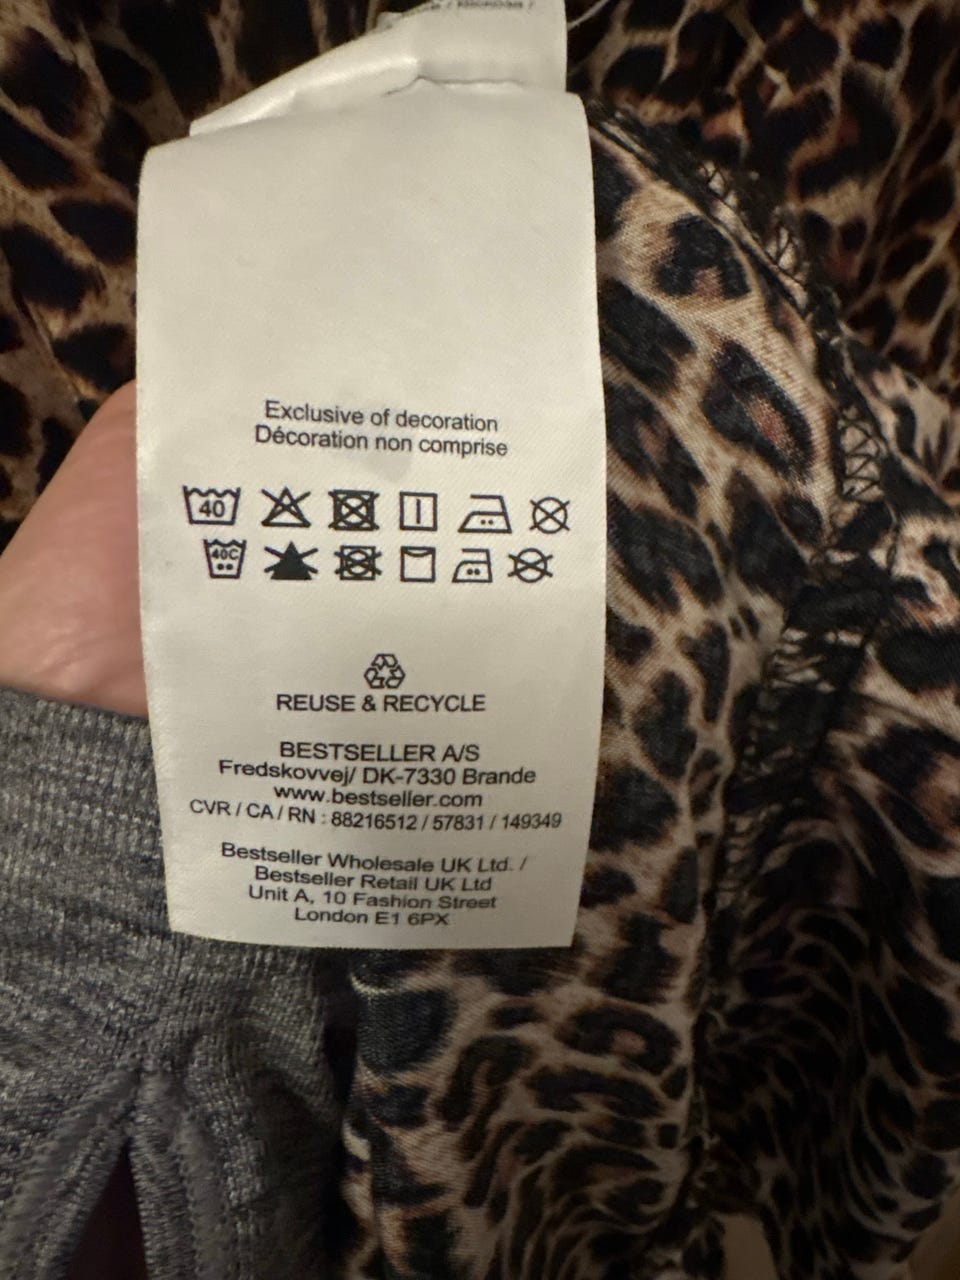 Exclusive of decoration
Décoration non comprise
40
40C
REUSE & RECYCLE
BESTSELLER A/S
Fredskovvej/ DK-7330 Brande
www.bestseller.com
CVR / CA / RN : 88216512 / 57831 / 149349
Bestseller Wholesale UK Ltd. /
Bestseller Retail UK Ltd
Unit A, 10 Fashion Street
London E1 6PX